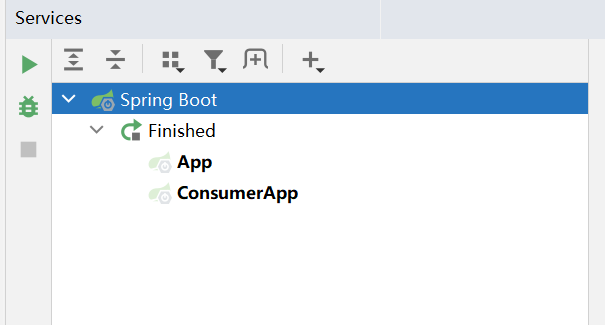 Services
Spring Boot
Finished
App
ConsumerApp